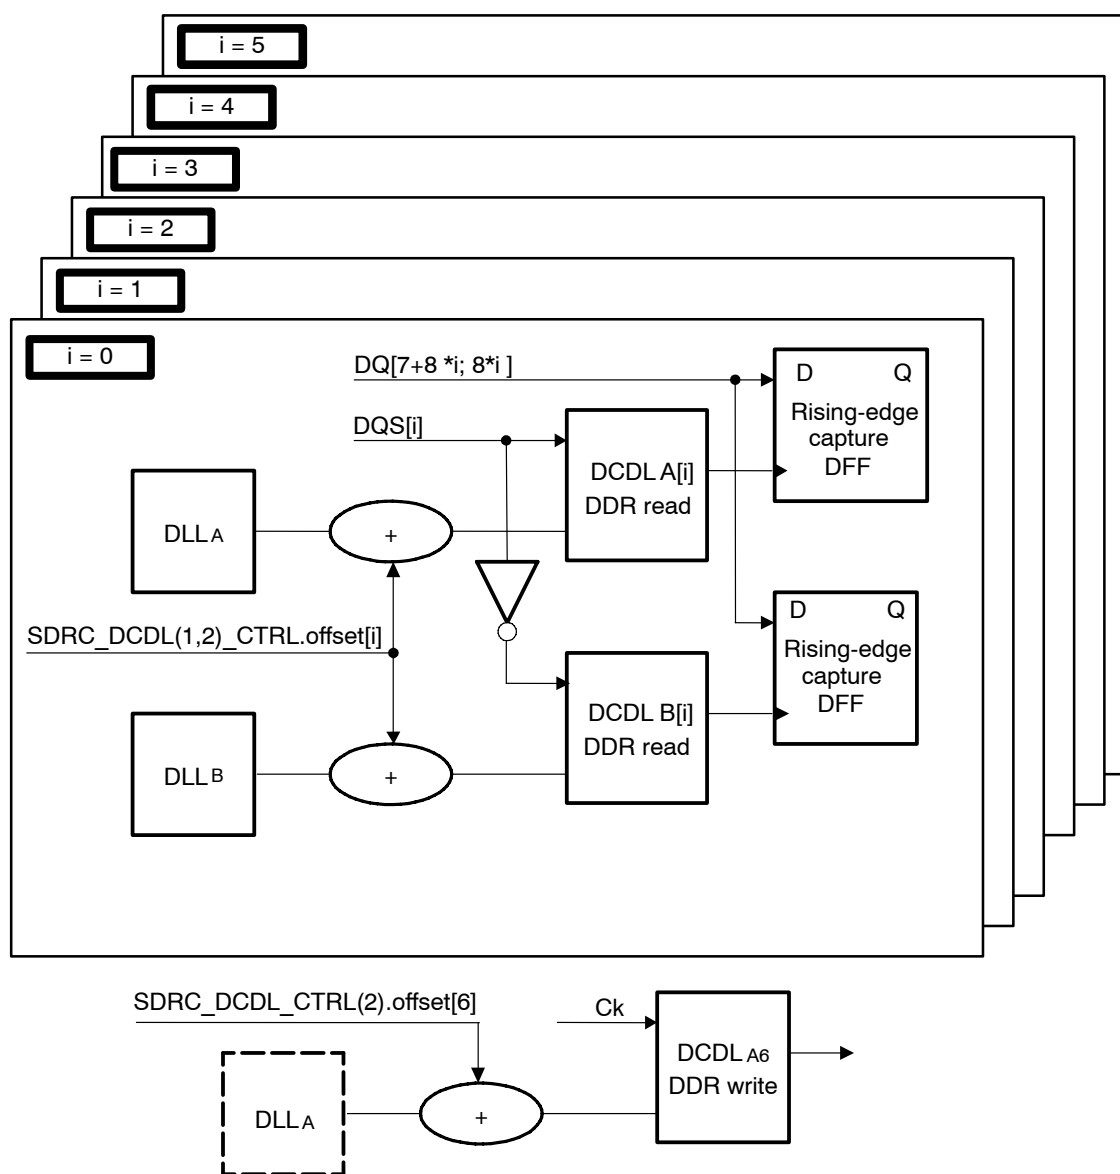 i = 5
i = 4
i = 3
i = 2
i = 1
i = 0
DQ[7+8 *i; 8*i ]
D Q
Rising-edge
capture
DFF
DQS[i]
DCDL A[i]
DDR read
DLL A
+
SDRC_DCDL(1,2)_CTRL.offset[i]
D Q
Rising-edge
capture
DFF
DCDL B[i]
DDR read
DLL B
+
SDRC_DCDL_CTRL(2).offset[6]
Ck
DCDL A6
DDR write
DLL A
+